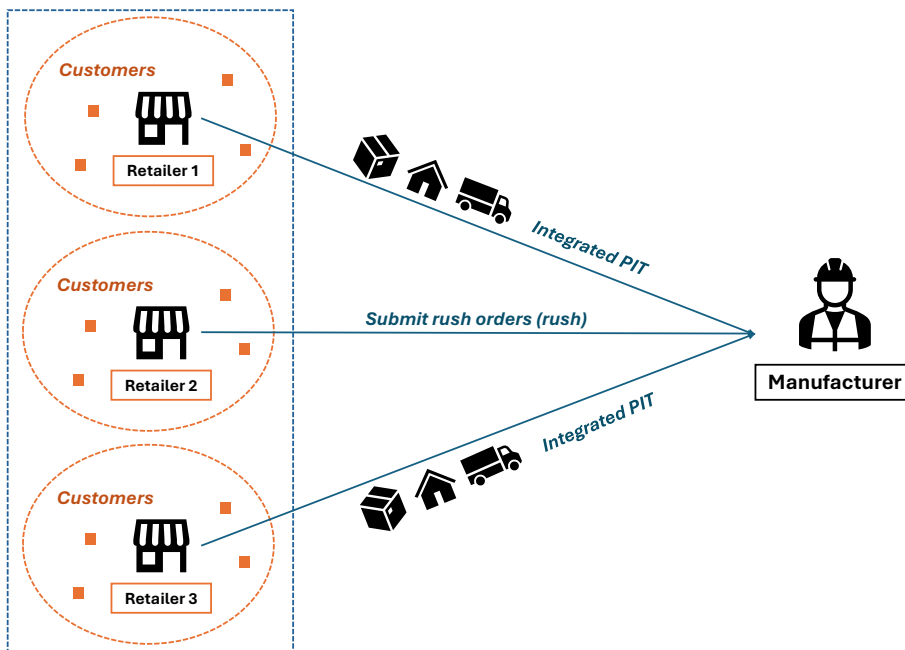 Customers
Retailer 1
Integrated PIT
Customers
Submit rush orders (rush)
Retailer 2
Manufacturer
Integrated PIT
Customers
Retailer 3